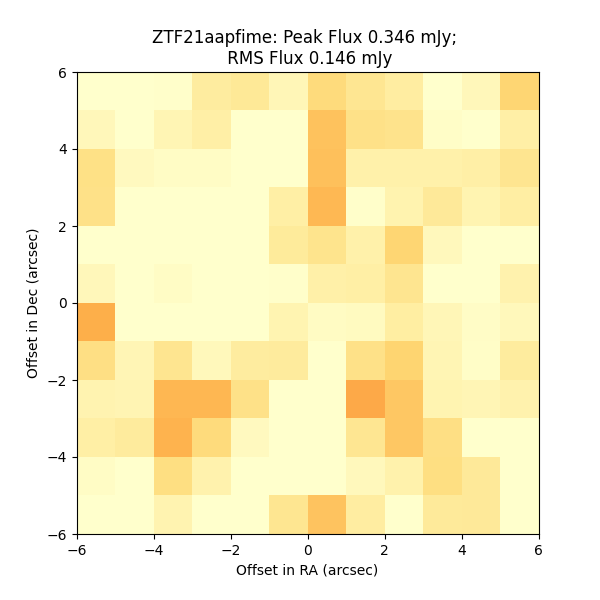 ZTF21aapfime: Peak Flux 0.346 mJy;
RMS Flux 0.146 mJy
6
4
2
0
−2
−4
−6
Offset in Dec (arcsec)
−6 −4 −2 0 2 4 6
Offset in RA (arcsec)